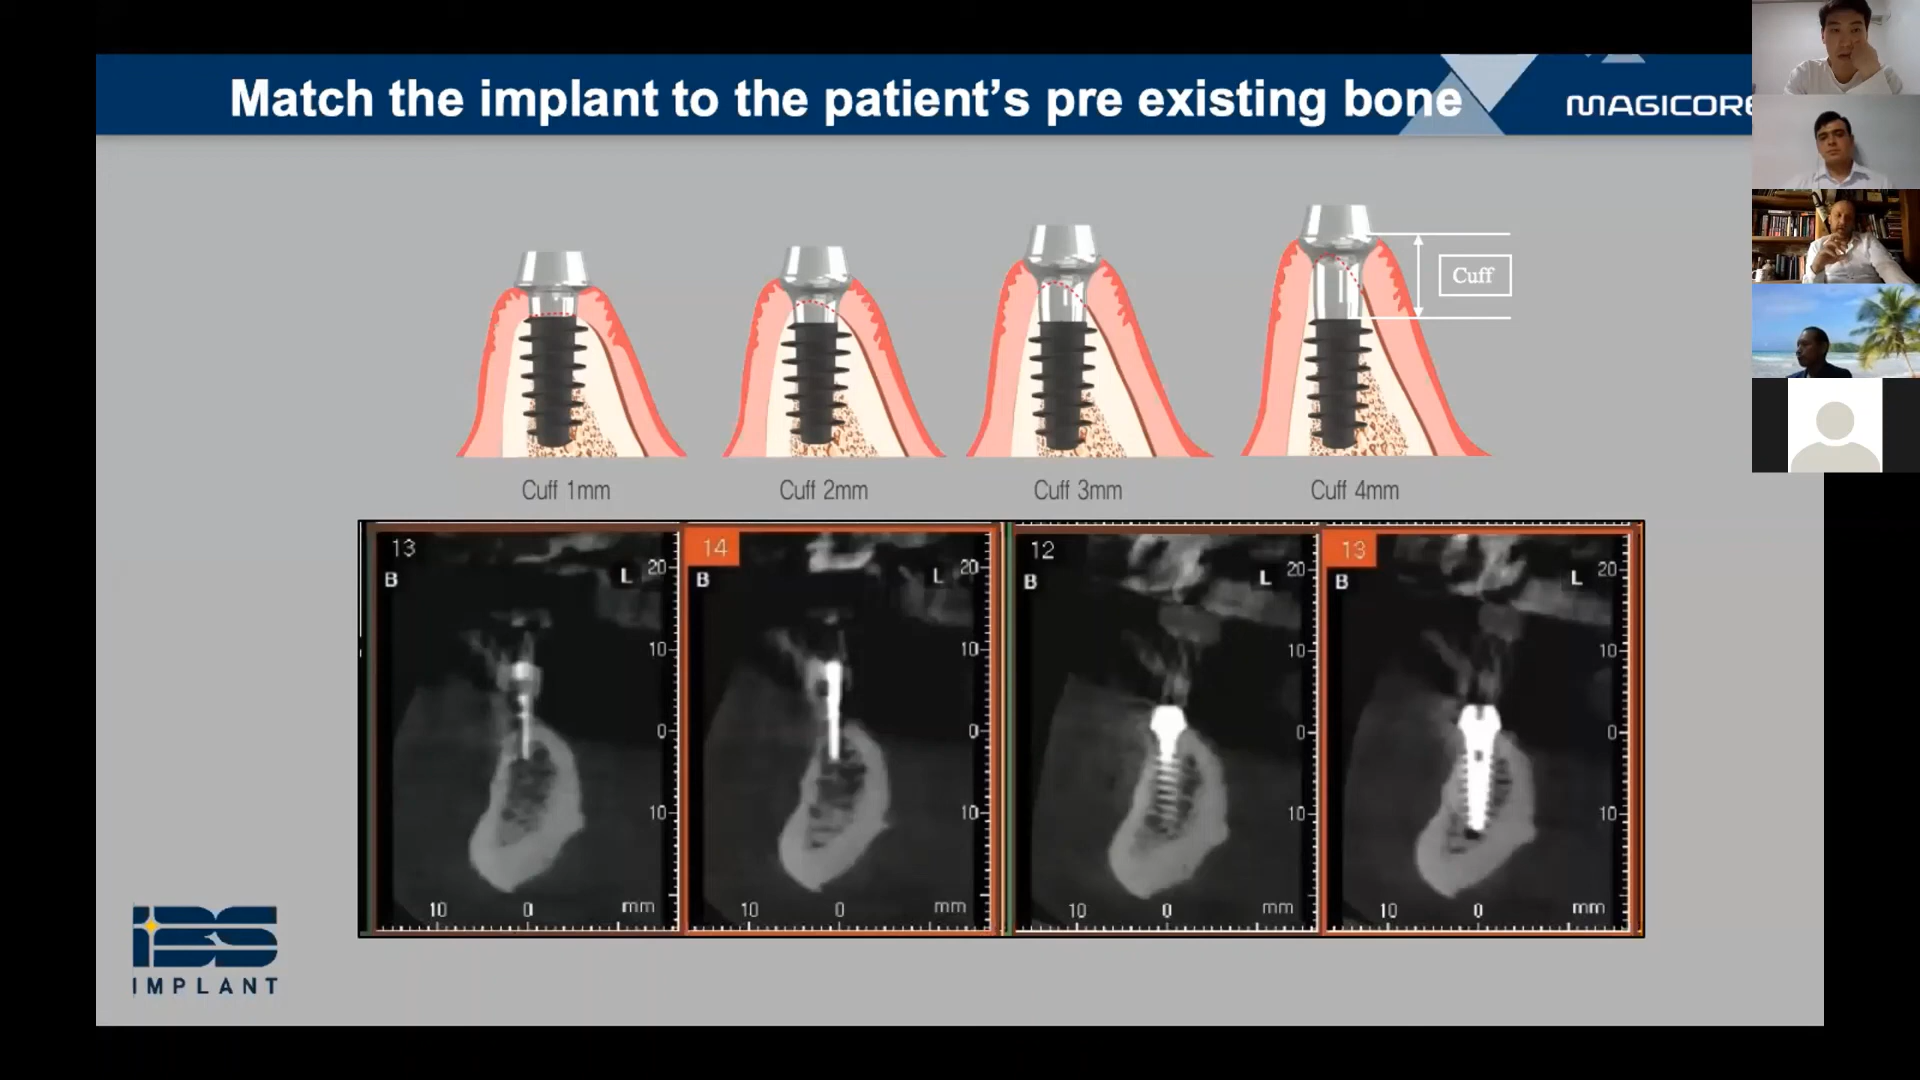 Match the implant to the patient's pre existing bone
MAGICORE
Cuff
Cuff 1mm
Cuff 2mm
Cuff 3mm
Cuff 4mm
13
B
L
20
10
0
10
10
0
mm
14
B
L
20
10
0
10
10
0
mm
12
B
L
20
10
0
10
10
0
mm
13
B
L
20
10
0
10
10
0
mm
IBS
IMPLANT